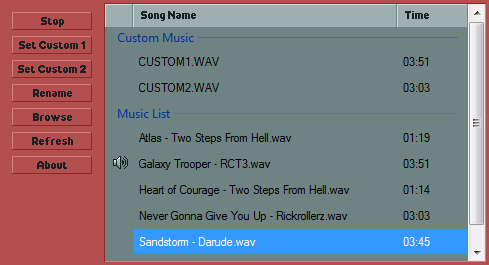 Stop
Set Custom 1
Set Custom 2
Rename
Browse
Refresh
About
Song Name Time
Custom Music
CUSTOM1.WAV 03:51
CUSTOM2.WAV 03:03
Music List
Atlas - Two Steps From Hell.wav 01:19
Galaxy Trooper - RCT3.wav 03:51
Heart of Courage - Two Steps From Hell.wav 01:14
Never Gonna Give You Up - Rickrollerz.wav 03:03
Sandstorm - Darude.wav 03:45